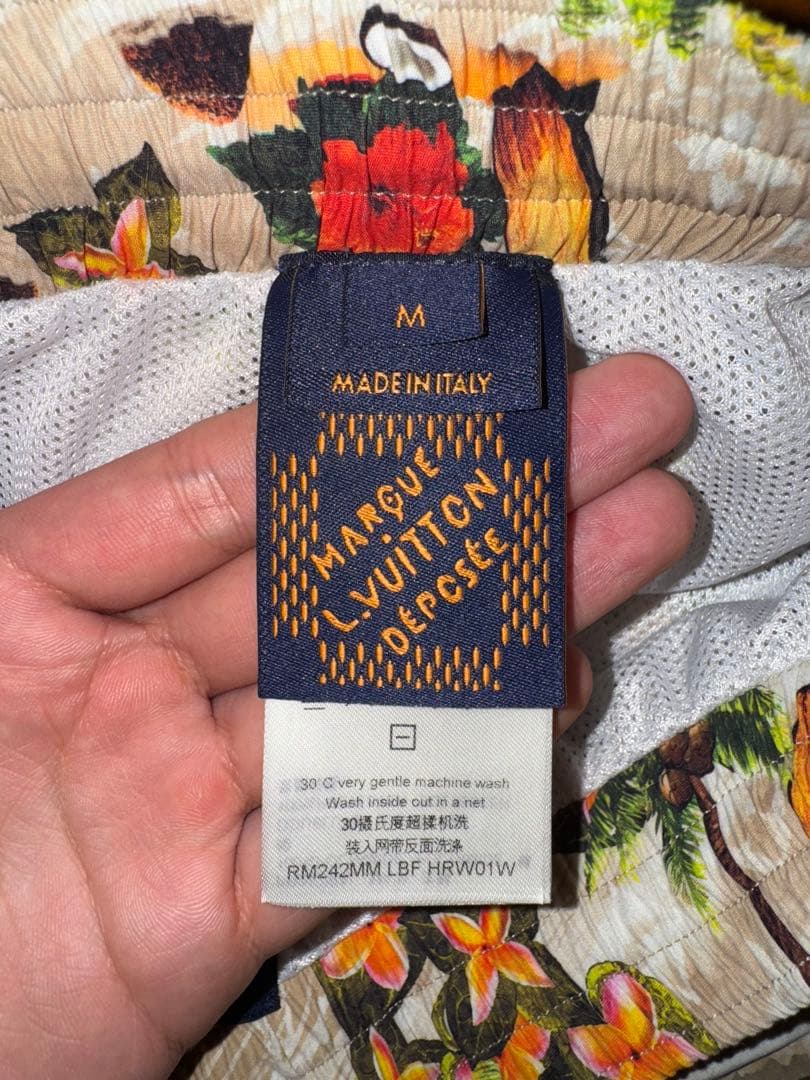 M
MADE IN ITALY
MARQUE
L.VUITTON
DÉPOSÉE
30°C very gentle machine wash
Wash inside out in a net
30摄氏度超揉机洗
装入网带反面洗涤
RM242MM LBF HRW01W